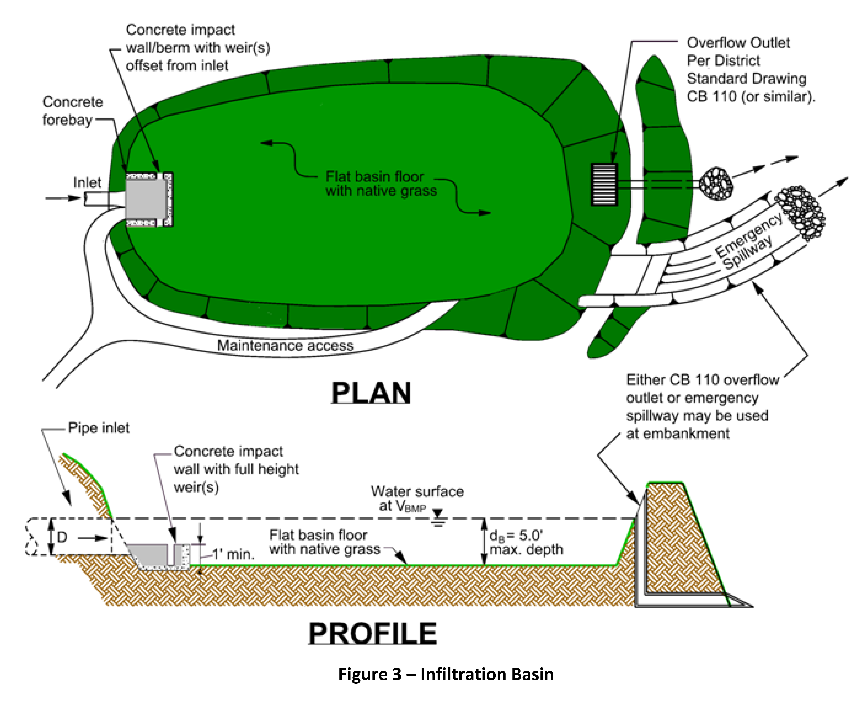 Concrete impact
wall/berm with weir(s)
offset from inlet
Overflow Outlet
Per District
Standard Drawing
CB 110 (or similar).
Concrete
forebay
Inlet
Flat basin floor
with native grass
Emergency
Spillway
Maintenance access
PLAN
Either CB 110 overflow
outlet or emergency
spillway may be used
at embankment
Pipe inlet
Concrete impact
wall with full height
weir(s)
Water surface
at VBMP
D
1' min.
Flat basin floor
with native grass
dB= 5.0'
max. depth
PROFILE
Figure 3 – Infiltration Basin